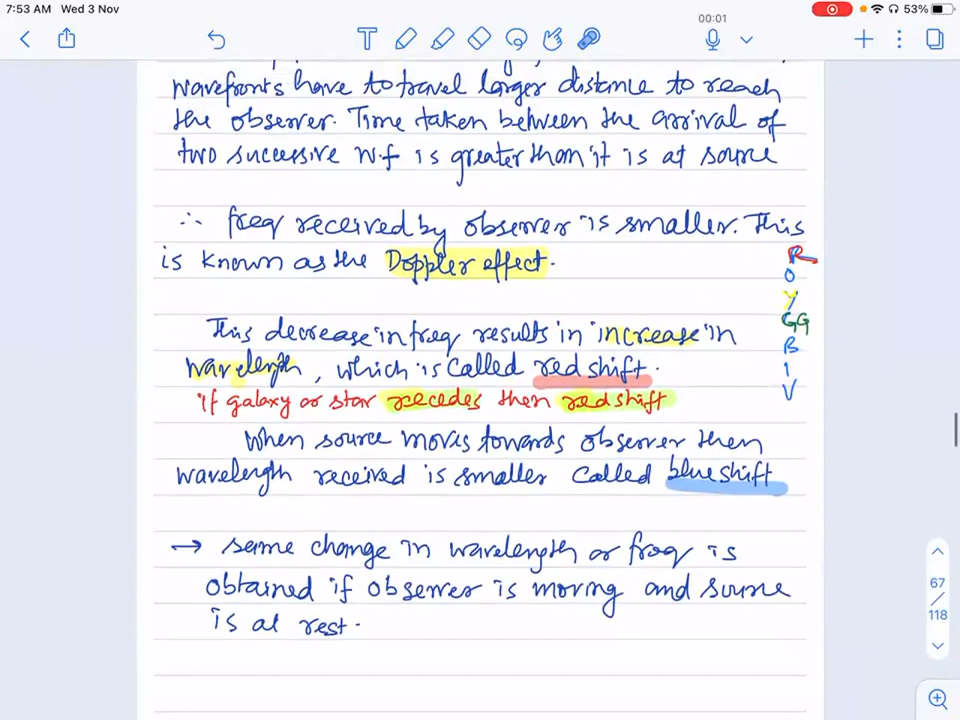 7:53 AM Wed 3 Nov
00:01
53%
wavefronts have to travel larger distance to reach
the observer. Time taken between the arrival of
two successive w.f is greater than it is at source
∴ freq received by observer is smaller. This
is known as the Doppler effect.
R
O
Y
GG
B
I
V
This decrease in freq results in increase in
wavelength, which is called red shift.
if galaxy or star recedes then redshift
When source moves towards observer then
wavelength received is smaller called blueshift
→ same change in wavelength or freq is
obtained if observer is moving and source
is at rest.
67
/
118